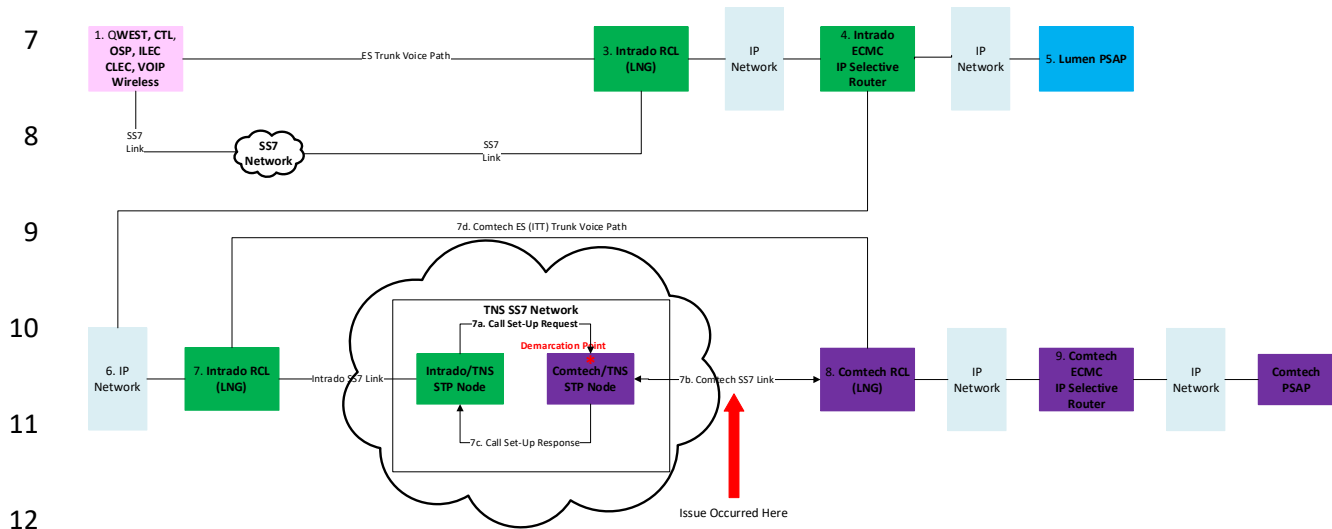 7
1. QWEST, CTL,
OSP, ILEC
CLEC, VOIP
Wireless
ES Trunk Voice Path
3. Intrado RCL
(LNG)
IP
Network
4. Intrado
ECMC
IP Selective
Router
IP
Network
5. Lumen PSAP
8
SS7
Link
SS7
Network
SS7
Link
9
7d. Comtech ES (ITT) Trunk Voice Path
10
TNS SS7 Network
7a. Call Set-Up Request
Demarcation Point
6. IP
Network
7. Intrado RCL
(LNG)
Intrado SS7 Link
Intrado/TNS
STP Node
Comtech/TNS
STP Node
7b. Comtech SS7 Link
8. Comtech RCL
(LNG)
IP
Network
9. Comtech
ECMC
IP Selective
Router
IP
Network
Comtech
PSAP
11
7c. Call Set-Up Response
Issue Occurred Here
12